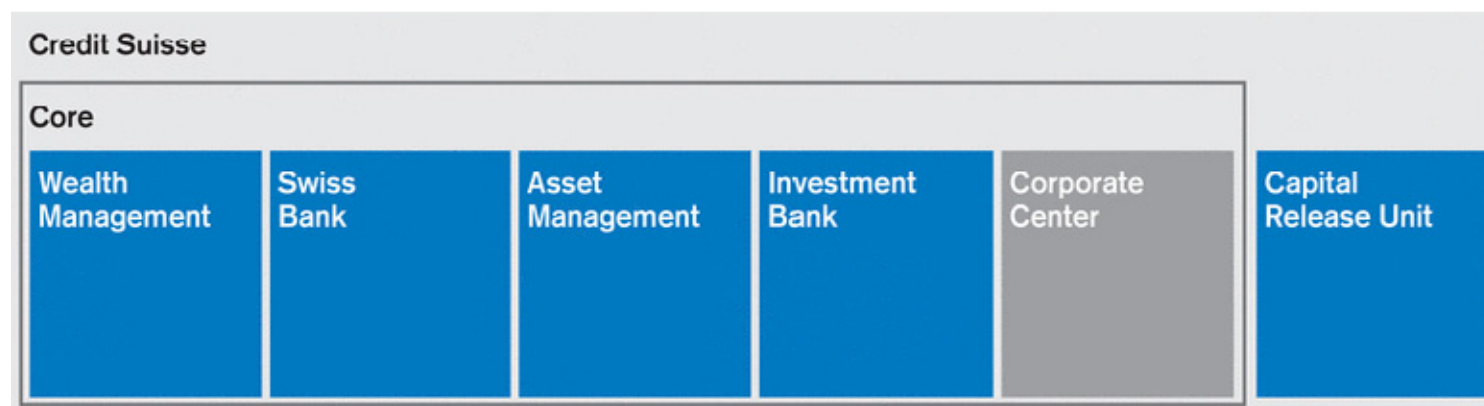 Credit Suisse
Core
Wealth
Management
Swiss
Bank
Asset
Management
Investment
Bank
Corporate
Center
Capital
Release Unit